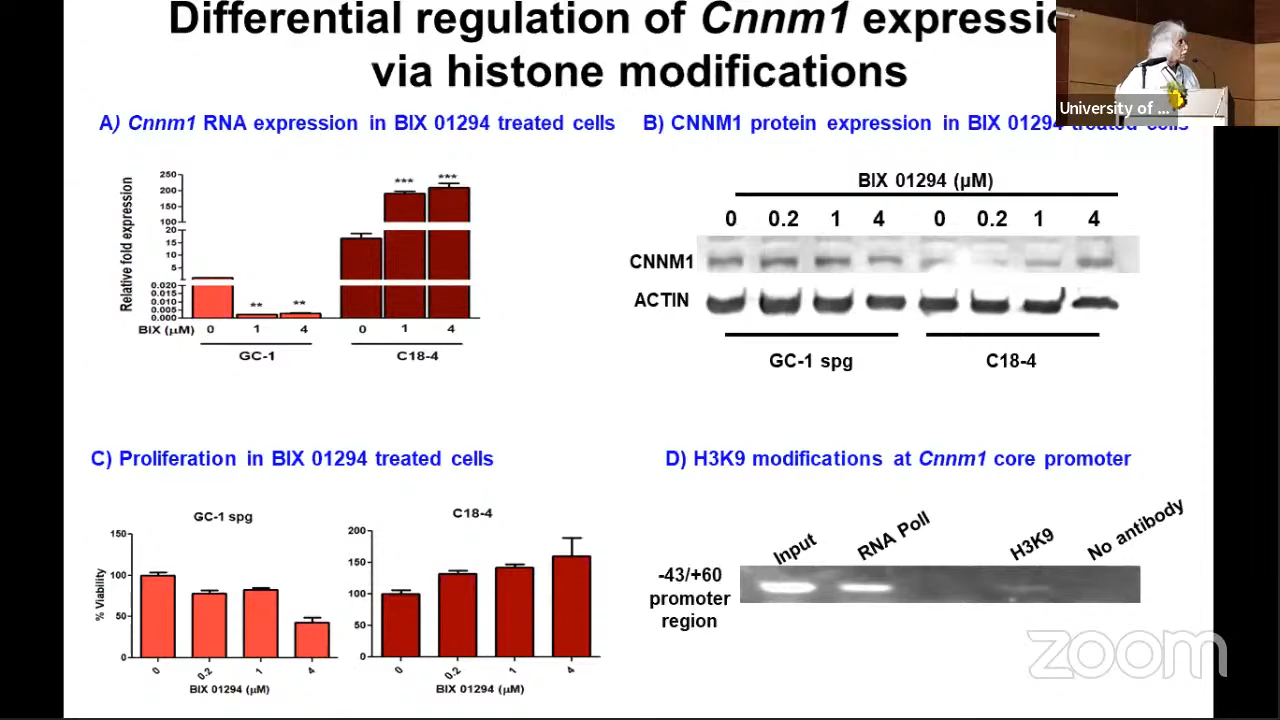 Differential regulation of Cnnm1 expressio
via histone modifications
University of ...
A) Cnnm1 RNA expression in BIX 01294 treated cells
B) CNNM1 protein expression in BIX 01294 treated cells
Relative fold expression
250
200
150
100
20
15
10
5
0.020
0.015
0.010
0.005
0.000
** ** *** ***
BIX (μM) 0 1 4 0 1 4
GC-1 C18-4
BIX 01294 (μM)
0 0.2 1 4 0 0.2 1 4
CNNM1
ACTIN
GC-1 spg C18-4
C) Proliferation in BIX 01294 treated cells
D) H3K9 modifications at Cnnm1 core promoter
GC-1 spg
% Viability
150
100
50
0
0 0.2 1 4
BIX 01294 (μM)
C18-4
200
150
100
50
0
0 0.2 1 4
BIX 01294 (μM)
Input RNA PolI H3K9 No antibody
-43/+60
promoter
region
zoom